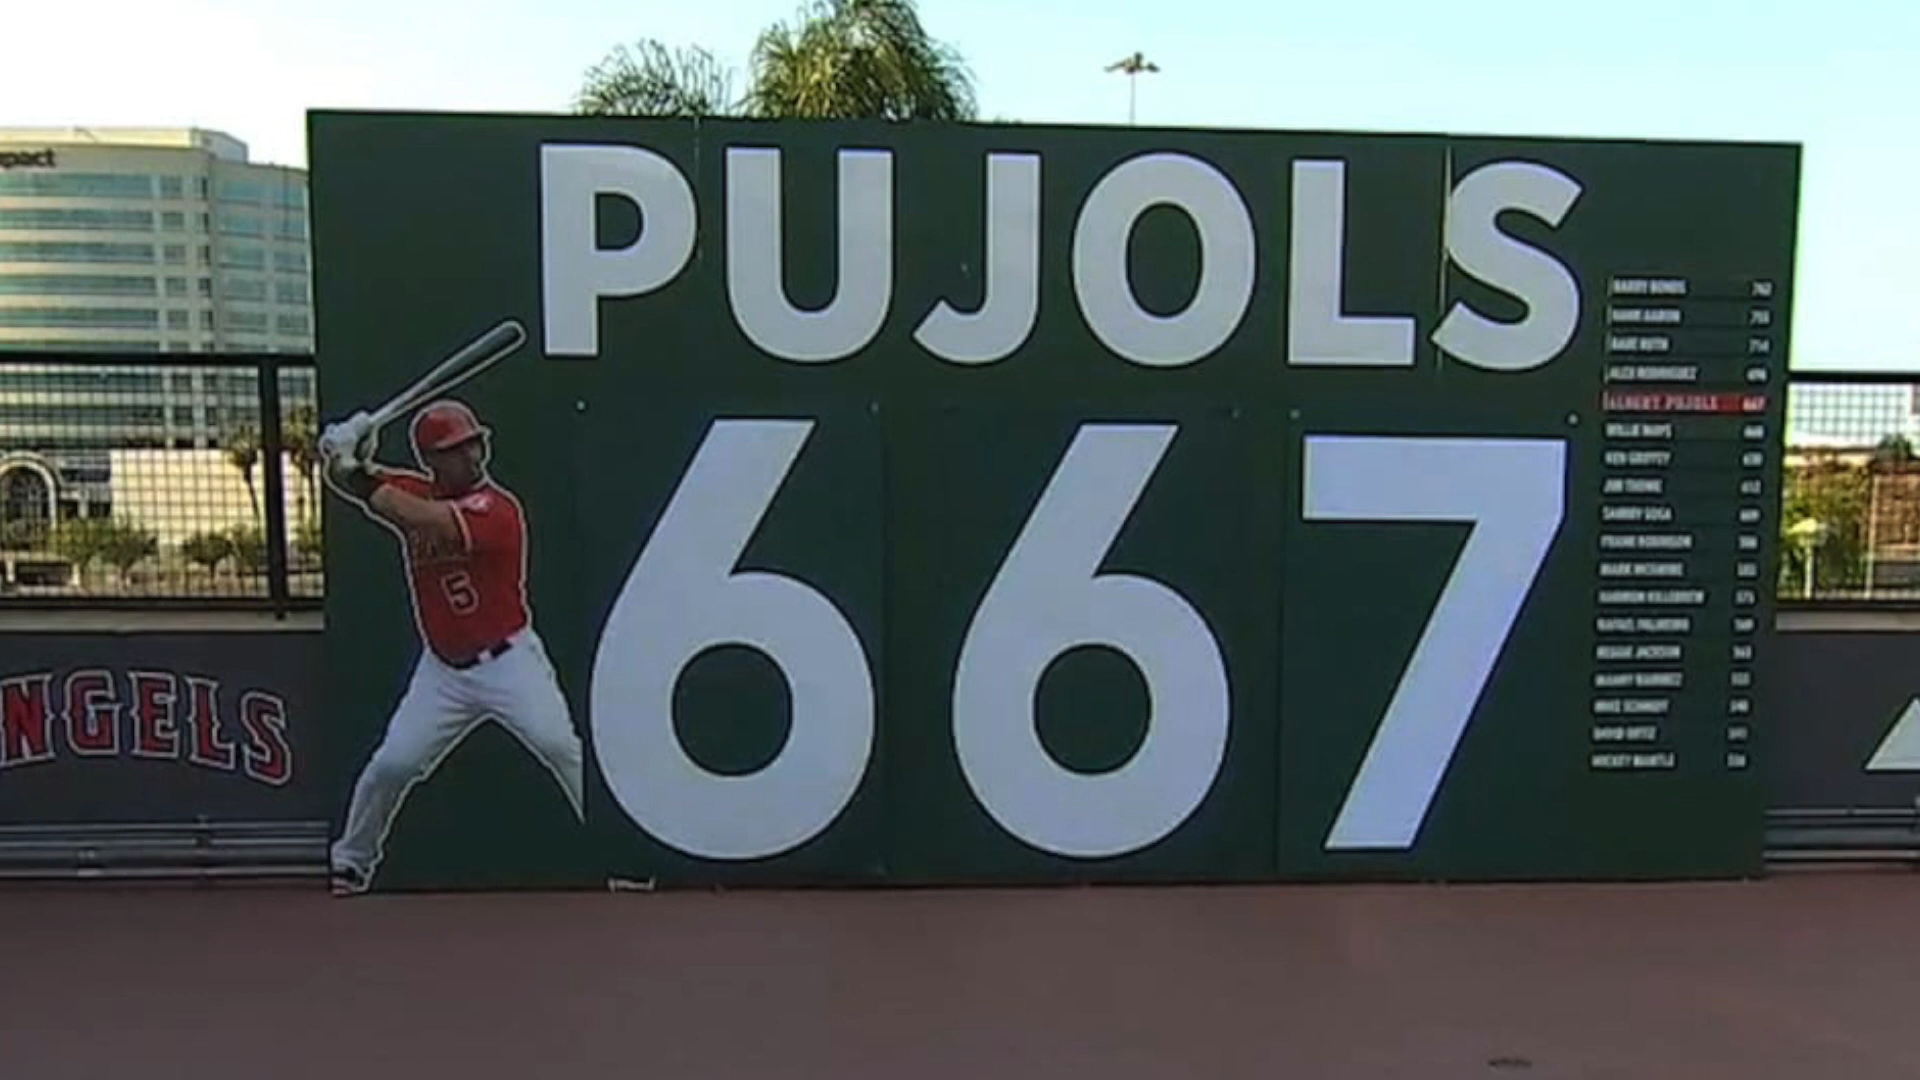 pact
PUJOLS
667
5
NGELS
BARRY BONDS 762
HANK AARON 755
BABE RUTH 714
ALEX RODRIGUEZ 696
ALBERT PUJOLS 667
WILLIE MAYS 660
KEN GRIFFEY 630
JIM THOME 612
SAMMY SOSA 609
FRANK ROBINSON 586
MARK MCGWIRE 583
HARMON KILLEBREW 573
RAFAEL PALMEIRO 569
REGGIE JACKSON 563
MANNY RAMIREZ 555
MIKE SCHMIDT 548
DAVID ORTIZ 541
MICKEY MANTLE 536